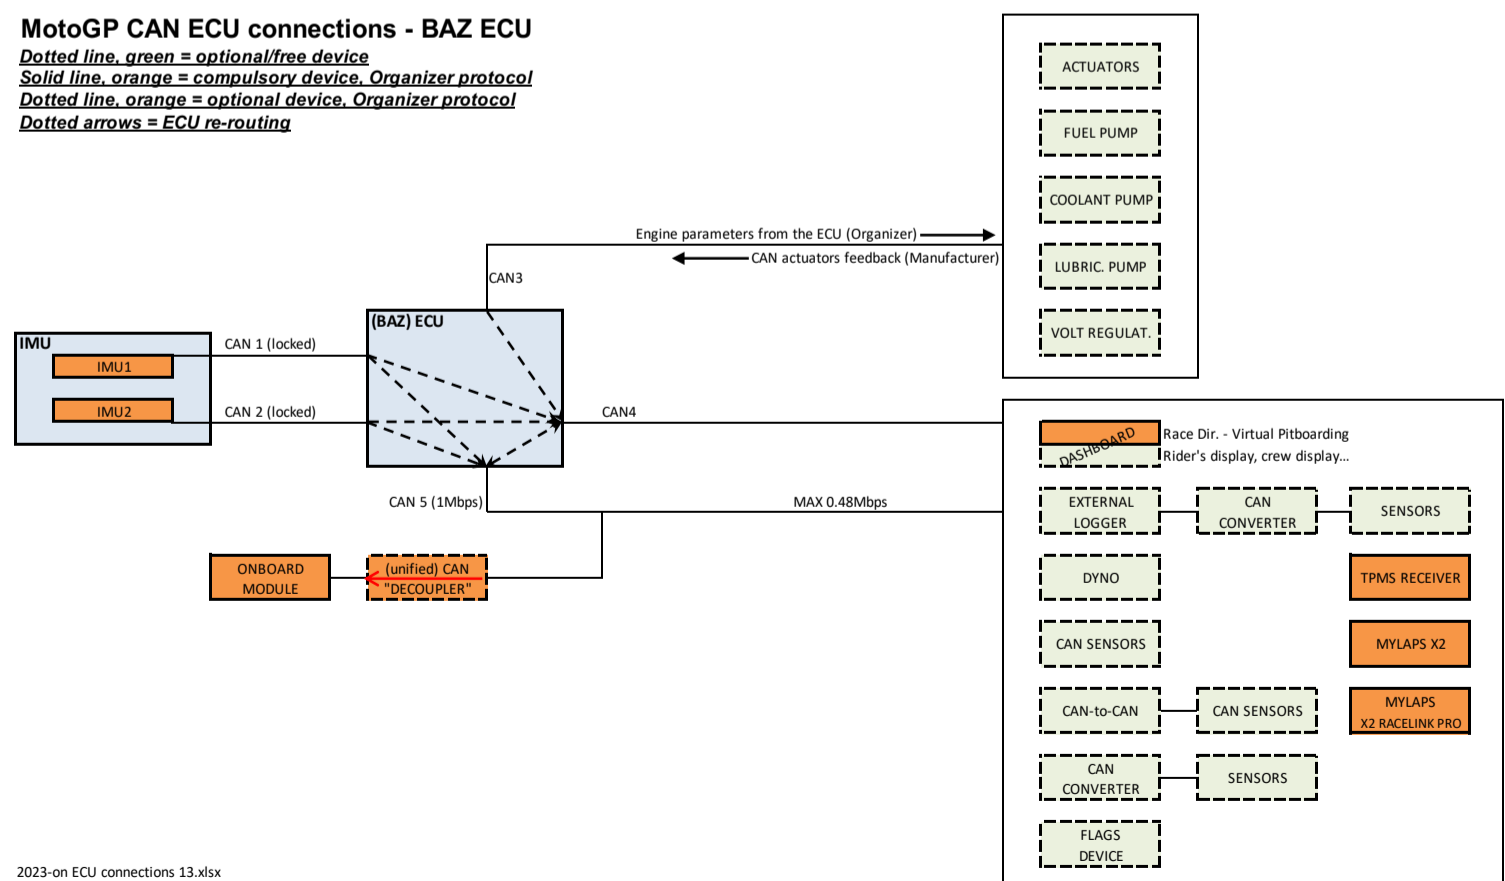 MotoGP CAN ECU connections - BAZ ECU
Dotted line, green = optional/free device
Solid line, orange = compulsory device, Organizer protocol
Dotted line, orange = optional device, Organizer protocol
Dotted arrows = ECU re-routing
ACTUATORS
FUEL PUMP
COOLANT PUMP
LUBRIC. PUMP
VOLT REGULAT.
Engine parameters from the ECU (Organizer)
CAN actuators feedback (Manufacturer)
CAN3
(BAZ) ECU
IMU
IMU1
IMU2
CAN 1 (locked)
CAN 2 (locked)
CAN4
CAN 5 (1Mbps)
MAX 0.48Mbps
ONBOARD
MODULE
(unified) CAN
"DECOUPLER"
DASHBOARD
Race Dir. - Virtual Pitboarding
Rider's display, crew display...
EXTERNAL
LOGGER
CAN
CONVERTER
SENSORS
DYNO
TPMS RECEIVER
CAN SENSORS
MYLAPS X2
CAN-to-CAN
CAN SENSORS
MYLAPS
X2 RACELINK PRO
CAN
CONVERTER
SENSORS
FLAGS
DEVICE
2023-on ECU connections 13.xlsx